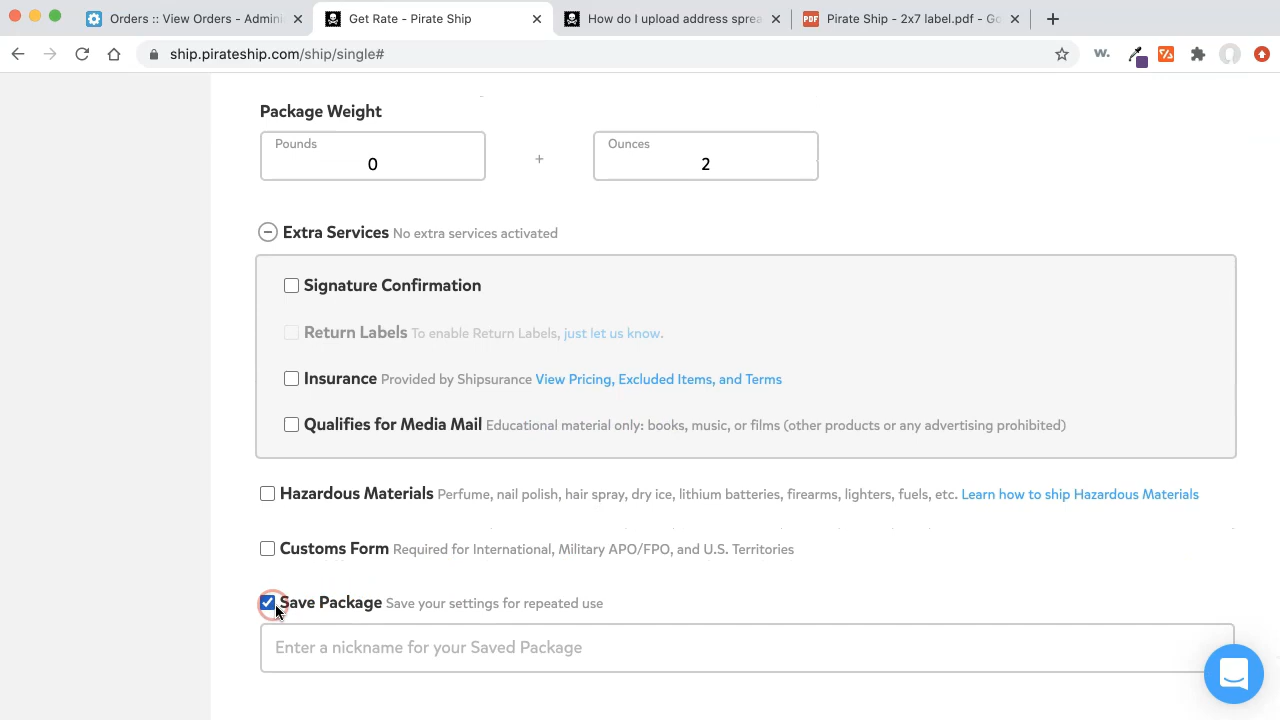 Orders :: View Orders - Admini
Get Rate - Pirate Ship
How do I upload address sprea
PDF
Pirate Ship - 2x7 label.pdf - Go
ship.pirateship.com/ship/single#
w.
Package Weight
Pounds
0
+
Ounces
2
Extra Services No extra services activated
Signature Confirmation
Return Labels To enable Return Labels, just let us know.
Insurance Provided by Shipsurance View Pricing, Excluded Items, and Terms
Qualifies for Media Mail Educational material only: books, music, or films (other products or any advertising prohibited)
Hazardous Materials Perfume, nail polish, hair spray, dry ice, lithium batteries, firearms, lighters, fuels, etc. Learn how to ship Hazardous Materials
Customs Form Required for International, Military APO/FPO, and U.S. Territories
Save Package Save your settings for repeated use
Enter a nickname for your Saved Package